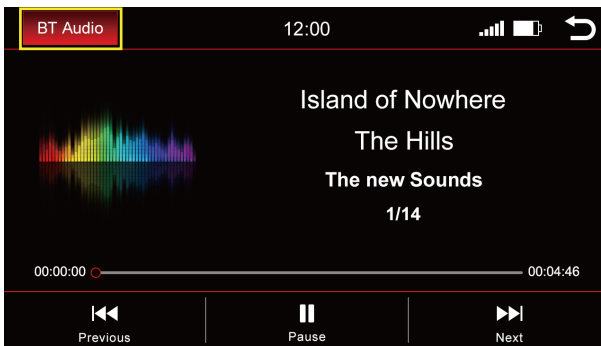 BT Audio 12:00
Island of Nowhere
The Hills
The new Sounds
1/14
00:00:00 00:04:46
Previous Pause Next